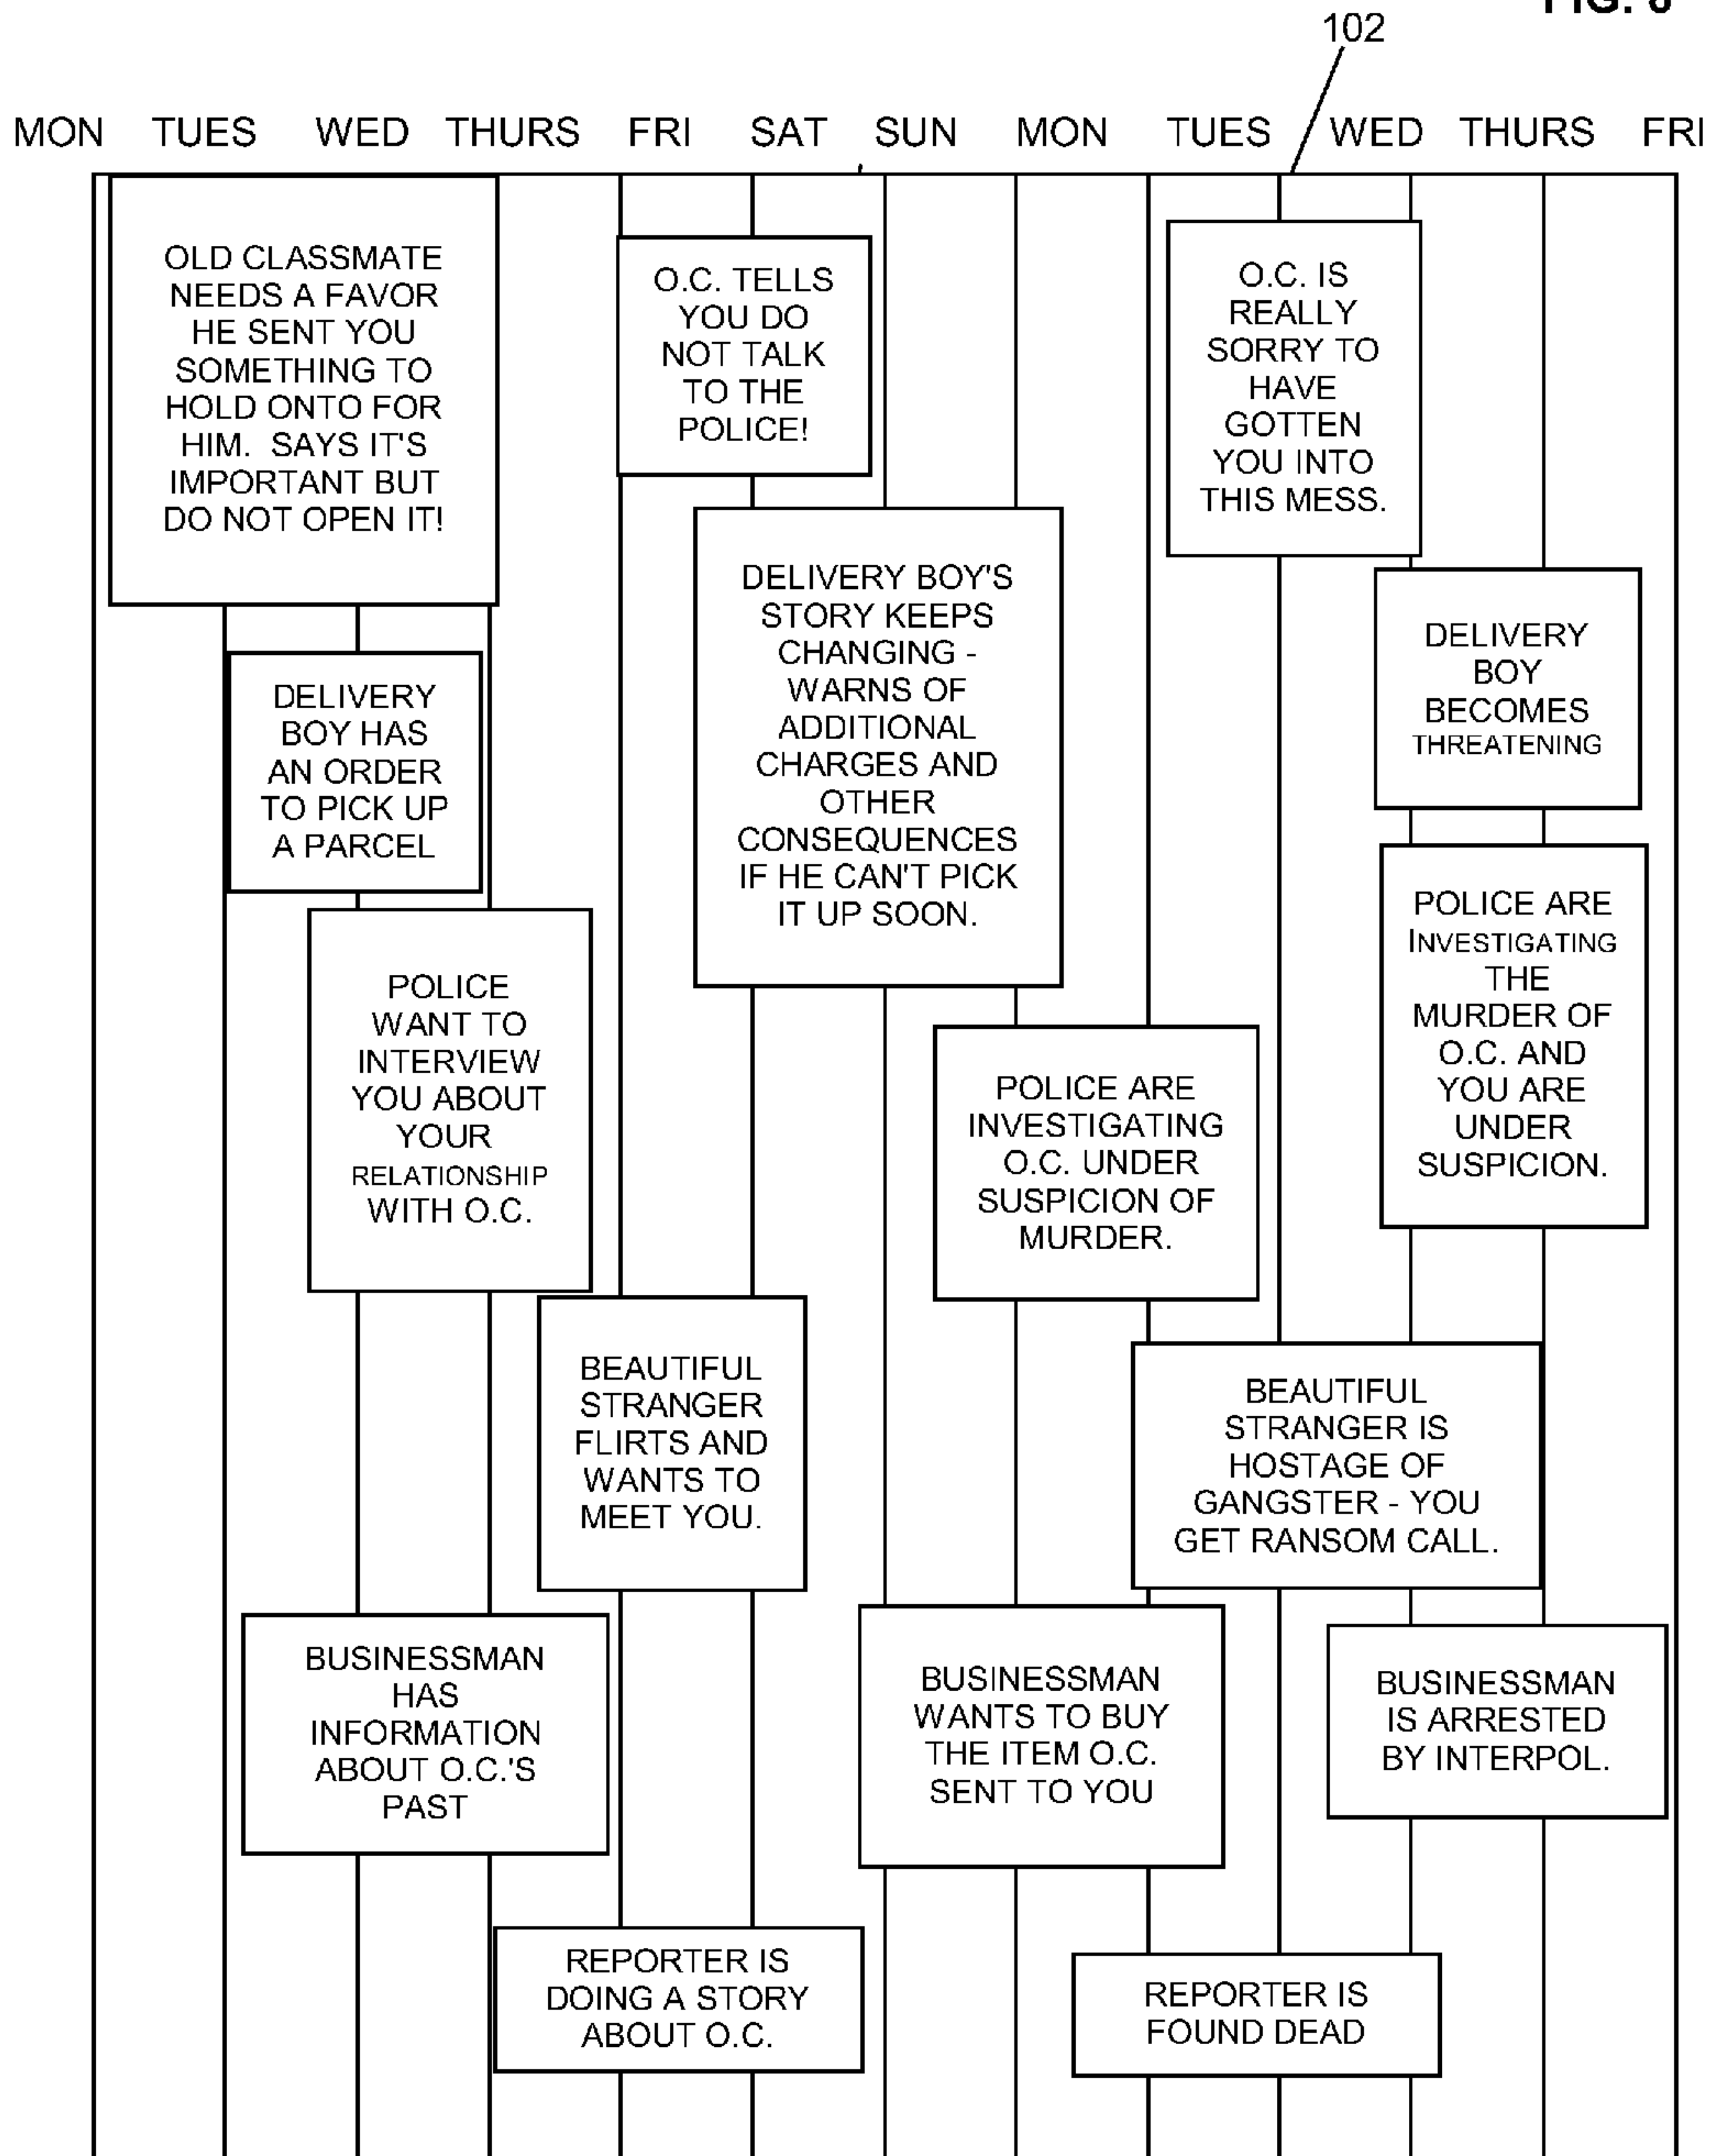 102
MON TUES WED THURS FRI SAT SUN MON TUES WED THURS FRI
OLD CLASSMATE
NEEDS A FAVOR
HE SENT YOU
SOMETHING TO
HOLD ONTO FOR
HIM. SAYS IT'S
IMPORTANT BUT
DO NOT OPEN IT!
O.C. TELLS
YOU DO
NOT TALK
TO THE
POLICE!
O.C. IS
REALLY
SORRY TO
HAVE
GOTTEN
YOU INTO
THIS MESS.
DELIVERY
BOY HAS
AN ORDER
TO PICK UP
A PARCEL
DELIVERY BOY'S
STORY KEEPS
CHANGING -
WARNS OF
ADDITIONAL
CHARGES AND
OTHER
CONSEQUENCES
IF HE CAN'T PICK
IT UP SOON.
DELIVERY
BOY
BECOMES
THREATENING
POLICE
WANT TO
INTERVIEW
YOU ABOUT
YOUR
RELATIONSHIP
WITH O.C.
POLICE ARE
INVESTIGATING
O.C. UNDER
SUSPICION OF
MURDER.
POLICE ARE
INVESTIGATING
THE
MURDER OF
O.C. AND
YOU ARE
UNDER
SUSPICION.
BEAUTIFUL
STRANGER
FLIRTS AND
WANTS TO
MEET YOU.
BEAUTIFUL
STRANGER IS
HOSTAGE OF
GANGSTER - YOU
GET RANSOM CALL.
BUSINESSMAN
HAS
INFORMATION
ABOUT O.C.'S
PAST
BUSINESSMAN
WANTS TO BUY
THE ITEM O.C.
SENT TO YOU
BUSINESSMAN
IS ARRESTED
BY INTERPOL.
REPORTER IS
DOING A STORY
ABOUT O.C.
REPORTER IS
FOUND DEAD